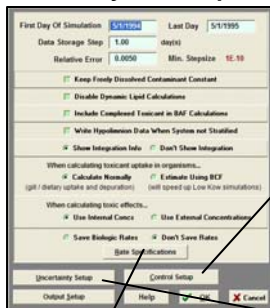 First Day Of Simulation 5/1/1994 Last Day 5/1/1995
Data Storage Step 1.00 day(s)
Relative Error 0.0050 Min. Stepsize 1E-10
Keep Freely Dissolved Contaminant Constant
Disable Dynamic Lipid Calculations
Include Complexed Toxicant in BAF Calculations
Write Hypolimnion Data When System not Stratified
Show Integration Info Don't Show Integration
When calculating toxicant uptake in organisms...
Calculate Normally Estimate Using BCF
(gill / dietary uptake and depuration) (will speed up Low Kow simulations)
When calculating toxic effects...
Use Internal Concs Use External Concentrations
Save Biologic Rates Don't Save Rates
Rate Specifications
Uncertainty Setup Control Setup
Output Setup Help OK Cancel